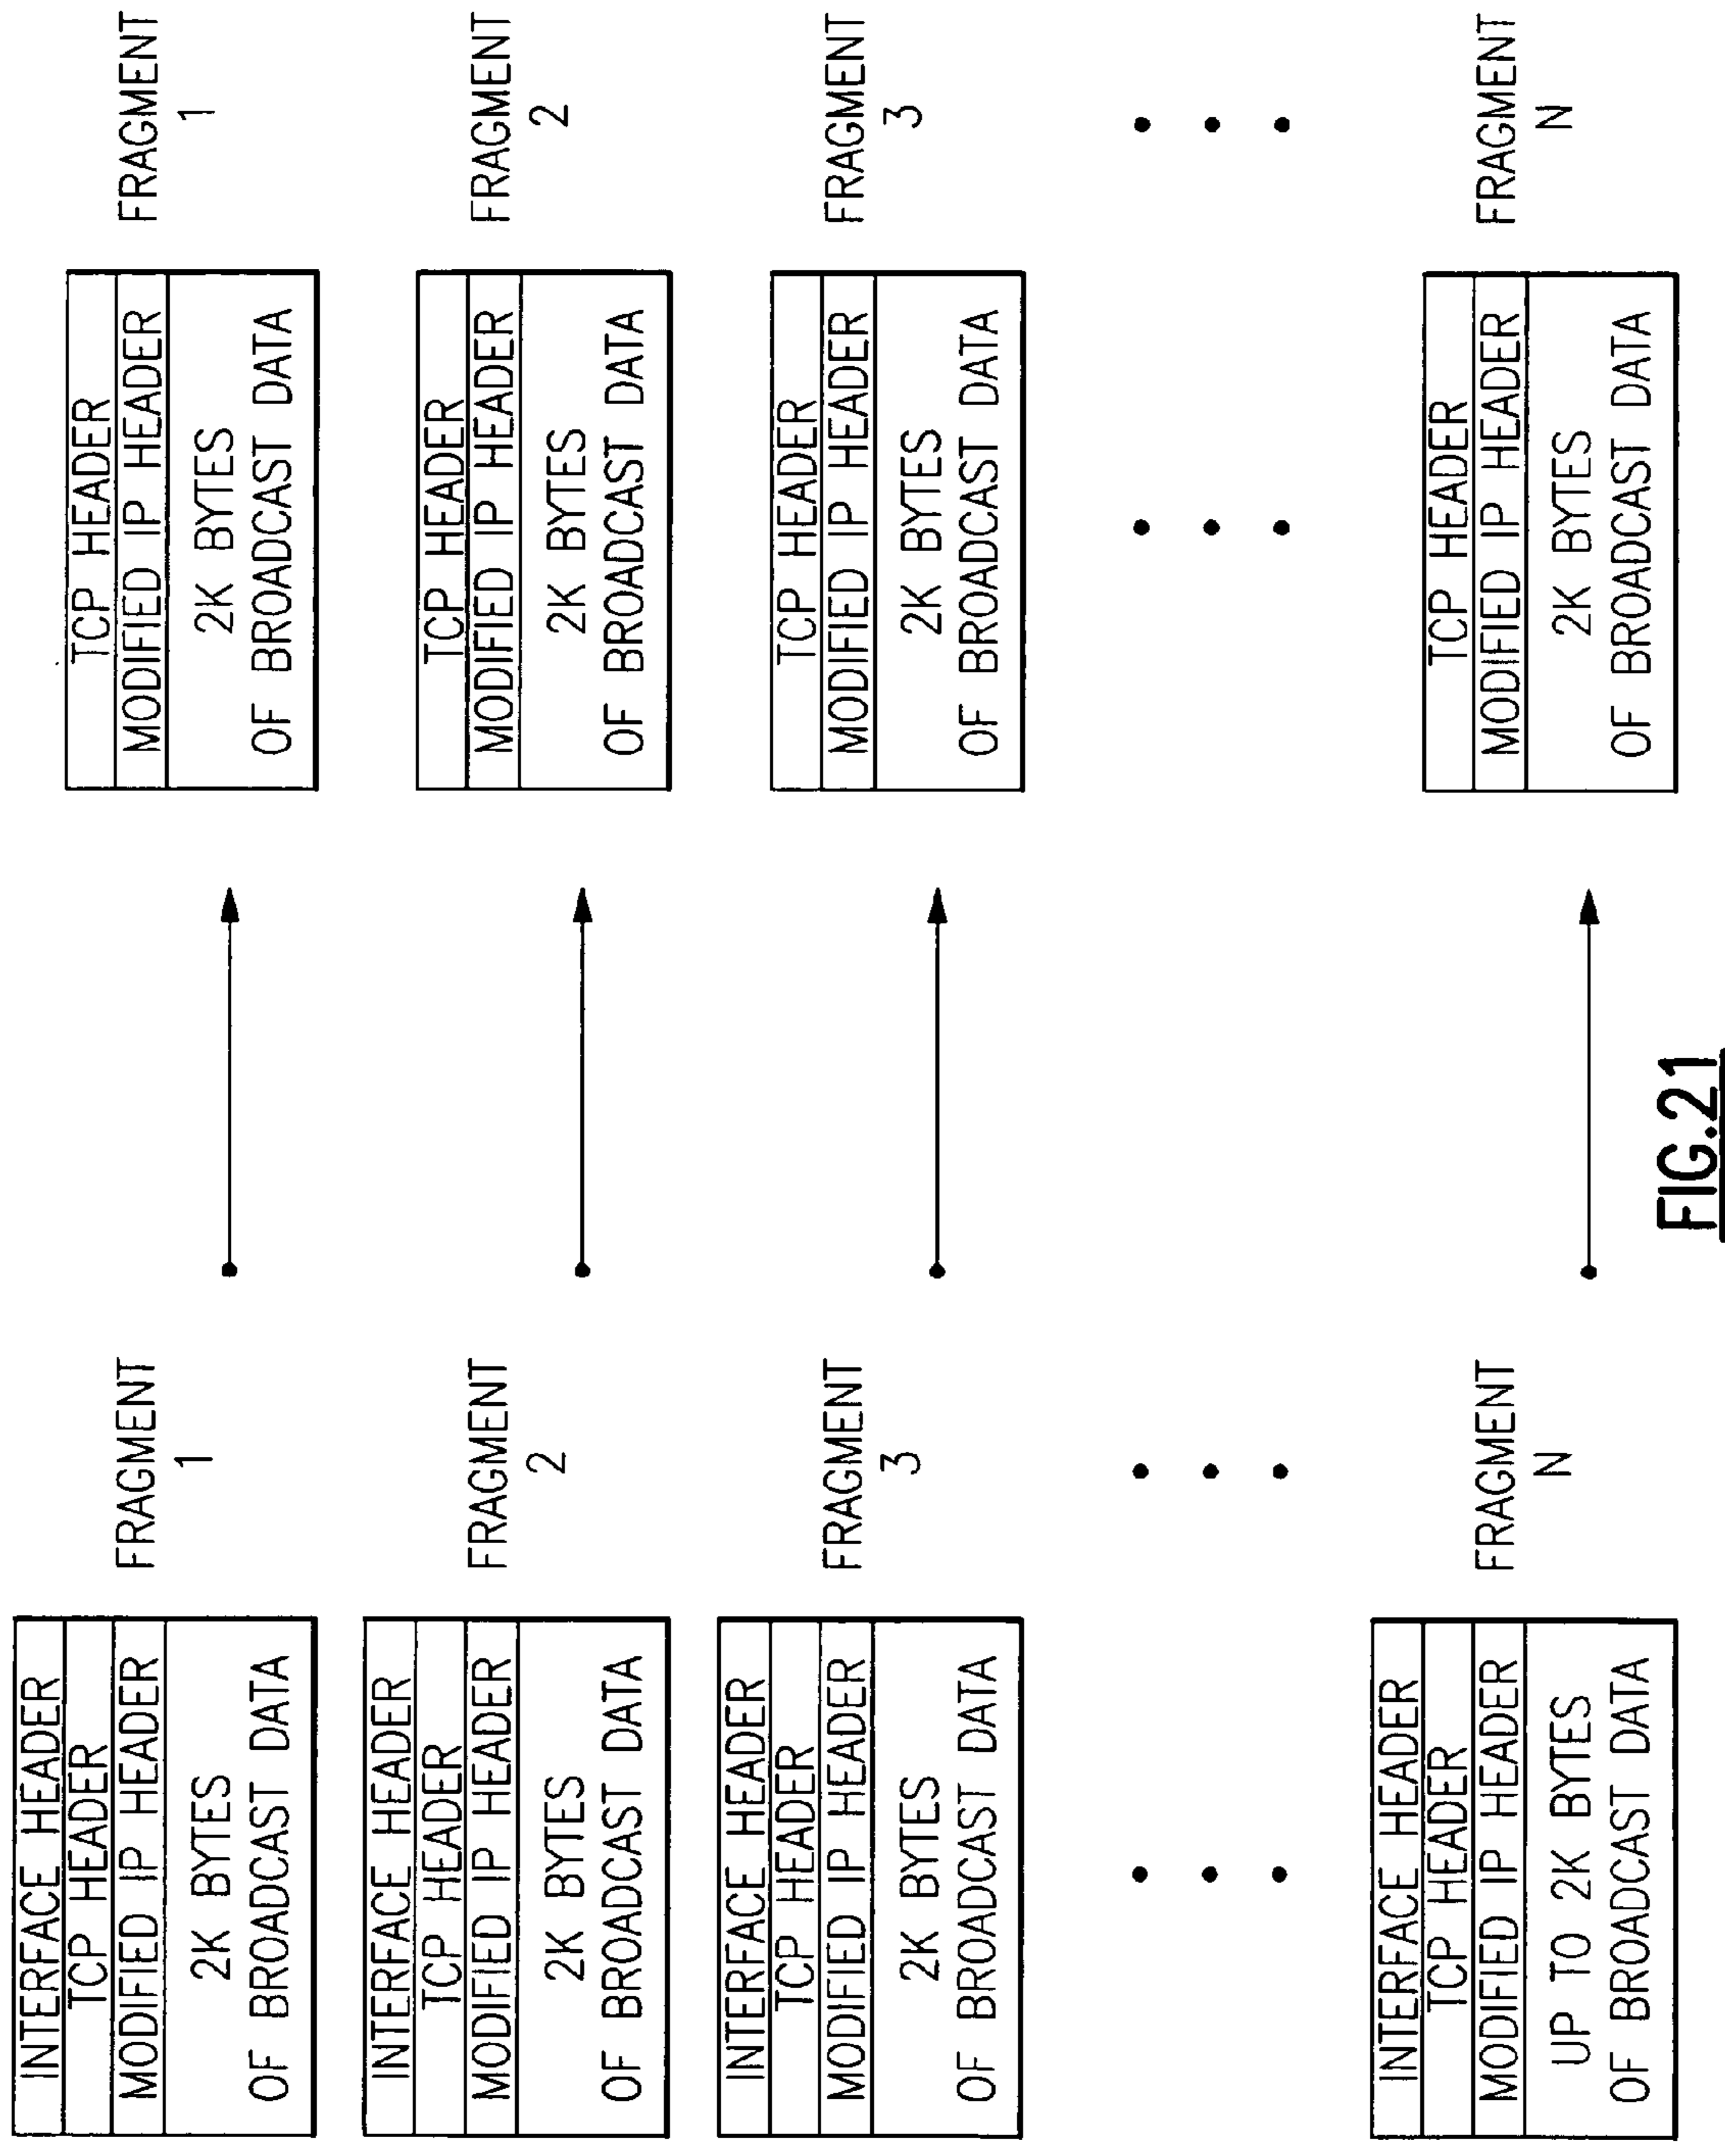 INTERFACE HEADER
TCP HEADER
MODIFIED IP HEADER
2K BYTES
OF BROADCAST DATA
FRAGMENT
1
TCP HEADER
MODIFIED IP HEADER
2K BYTES
OF BROADCAST DATA
FRAGMENT
1
INTERFACE HEADER
TCP HEADER
MODIFIED IP HEADER
2K BYTES
OF BROADCAST DATA
FRAGMENT
2
TCP HEADER
MODIFIED IP HEADER
2K BYTES
OF BROADCAST DATA
FRAGMENT
2
INTERFACE HEADER
TCP HEADER
MODIFIED IP HEADER
2K BYTES
OF BROADCAST DATA
FRAGMENT
3
TCP HEADER
MODIFIED IP HEADER
2K BYTES
OF BROADCAST DATA
FRAGMENT
3
INTERFACE HEADER
TCP HEADER
MODIFIED IP HEADER
UP TO 2K BYTES
OF BROADCAST DATA
FRAGMENT
N
TCP HEADER
MODIFIED IP HEADER
2K BYTES
OF BROADCAST DATA
FRAGMENT
N
FIG.21